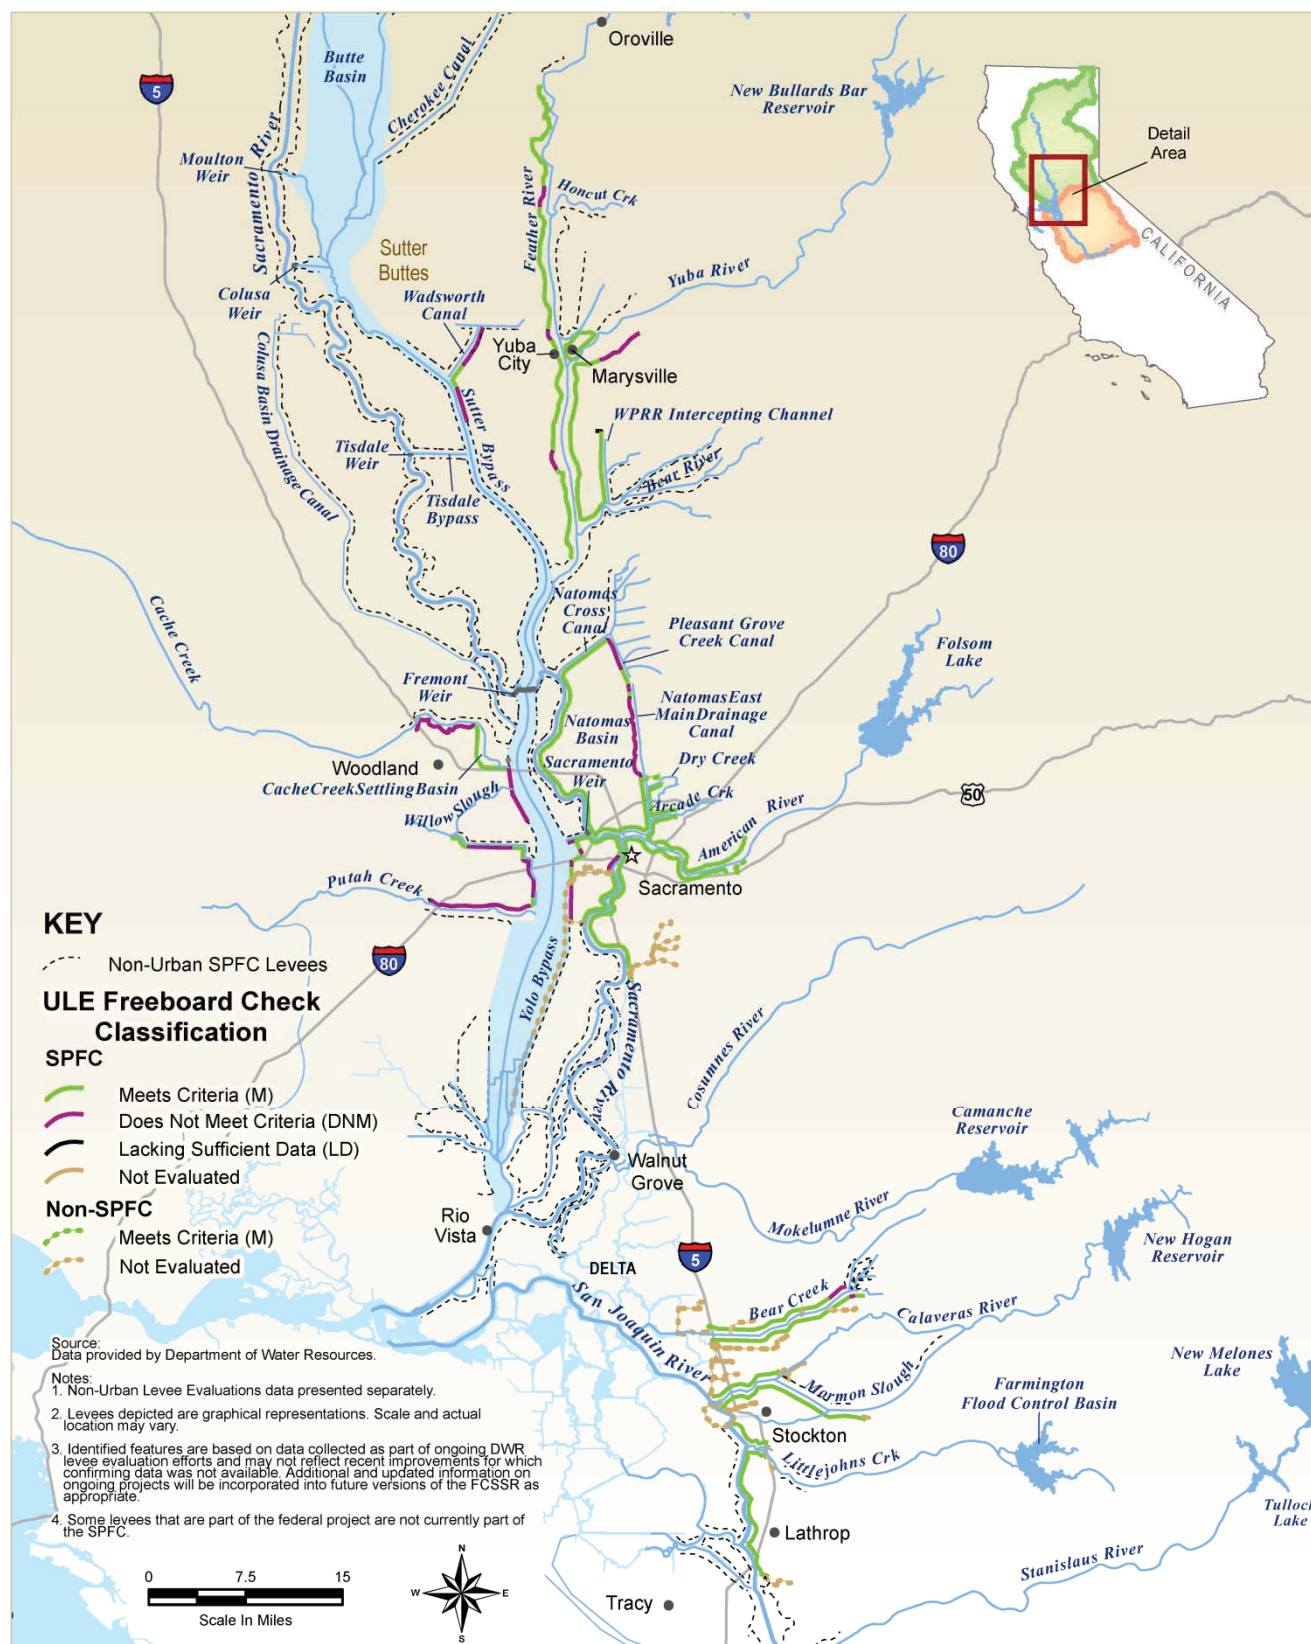 Oroville
Butte
Basin
Cherokee Canal
5
New Bullards Bar
Reservoir
Detail
Area
CALIFORNIA
Moulton
Weir
Sacramento River
Feather River
Honcut Crk
Sutter
Buttes
Yuba River
Colusa
Weir
Wadsworth
Canal
Colusa Basin Drainage Canal
Yuba
City
Marysville
Sutter Bypass
WPRR Intercepting Channel
Tisdale
Weir
Bear River
Tisdale
Bypass
80
Cache Creek
Natomas
Cross
Canal
Pleasant Grove
Creek Canal
Folsom
Lake
Fremont
Weir
Natomas East
Main Drainage
Canal
Natomas
Basin
Woodland
Sacramento
Weir
Dry Creek
Cache Creek Settling Basin
Arcade Crk
50
Willow Slough
American River
Sacramento
Putah Creek
KEY
Non-Urban SPFC Levees
80
ULE Freeboard Check
Classification
SPFC
Meets Criteria (M)
Does Not Meet Criteria (DNM)
Lacking Sufficient Data (LD)
Not Evaluated
Non-SPFC
Meets Criteria (M)
Not Evaluated
Yolo Bypass
Sacramento River
Cosumnes River
Camanche
Reservoir
Walnut
Grove
Mokelumne River
Rio
Vista
New Hogan
Reservoir
5
DELTA
San Joaquin River
Bear Creek
Calaveras River
Mormon Slough
New Melones
Lake
Farmington
Flood Control Basin
Stockton
Littlejohns Crk
Tulloch
Lake
Lathrop
Stanislaus River
Tracy
Source:
Data provided by Department of Water Resources.
Notes:
1. Non-Urban Levee Evaluations data presented separately.
2. Levees depicted are graphical representations. Scale and actual
location may vary.
3. Identified features are based on data collected as part of ongoing DWR
levee evaluation efforts and may not reflect recent improvements for which
confirming data was not available. Additional and updated information on
ongoing projects will be incorporated into future versions of the FCSSR as
appropriate.
4. Some levees that are part of the federal project are not currently part of
the SPFC.
0 7.5 15
Scale In Miles
N
W E
S